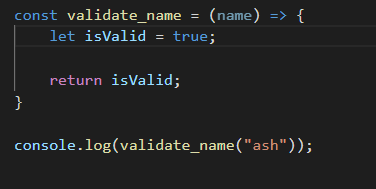 const validate_name = (name) => {
    let isValid = true;

    return isValid;
}

console.log(validate_name("ash"));